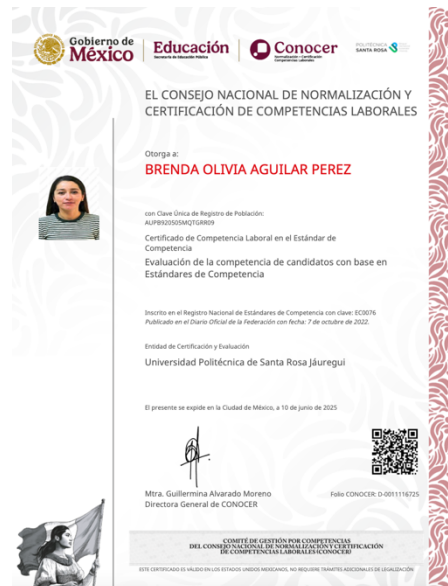 Gobierno de
México
Educación
Secretaría de Educación Pública
Conocer
Normalización • Certificación
Competencias Laborales
POLITÉCNICA
SANTA ROSA
EL CONSEJO NACIONAL DE NORMALIZACIÓN Y
CERTIFICACIÓN DE COMPETENCIAS LABORALES
Otorga a:
BRENDA OLIVIA AGUILAR PEREZ
con Clave Única de Registro de Población:
AUPB920505MQTGRR09
Certificado de Competencia Laboral en el Estándar de
Competencia
Evaluación de la competencia de candidatos con base en
Estándares de Competencia
Inscrito en el Registro Nacional de Estándares de Competencia con clave: EC0076
Publicado en el Diario Oficial de la Federación con fecha: 7 de octubre de 2022.
Entidad de Certificación y Evaluación
Universidad Politécnica de Santa Rosa Jáuregui
El presente se expide en la Ciudad de México, a 10 de junio de 2025
Mtra. Guillermina Alvarado Moreno
Directora General de CONOCER
Folio CONOCER: D-0011116725
COMITÉ DE GESTIÓN POR COMPETENCIAS
DEL CONSEJO NACIONAL DE NORMALIZACIÓN Y CERTIFICACIÓN
DE COMPETENCIAS LABORALES (CONOCER)
ESTE CERTIFICADO ES VÁLIDO EN LOS ESTADOS UNIDOS MEXICANOS, NO REQUIERE TRÁMITES ADICIONALES DE LEGALIZACIÓN.